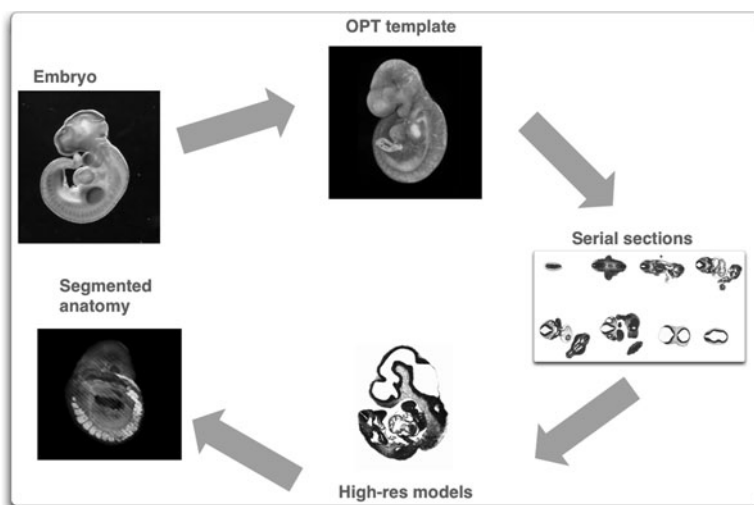 OPT template
Embryo
Serial sections
Segmented
anatomy
High-res models